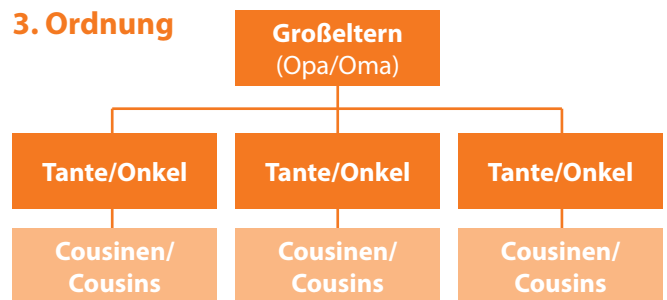 3. Ordnung
Großeltern
(Opa/Oma)
Tante/Onkel
Tante/Onkel
Tante/Onkel
Cousinen/
Cousins
Cousinen/
Cousins
Cousinen/
Cousins